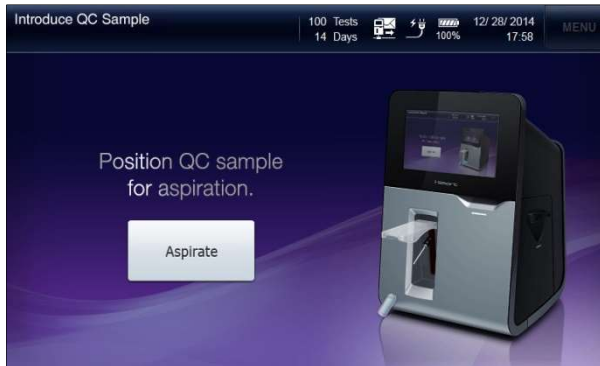 Introduce QC Sample
100 Tests
14 Days
100%
12/ 28/ 2014
17:58
MENU
Position QC sample
for aspiration.
Aspirate